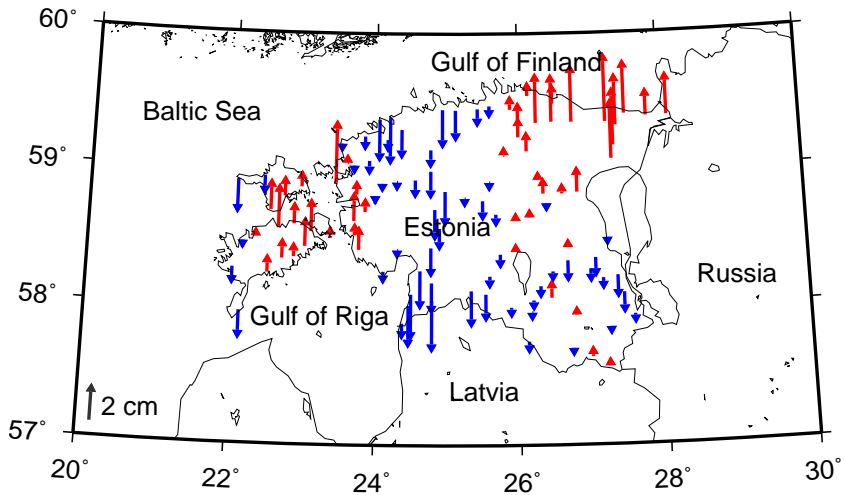 60˚
Gulf of Finland
Baltic Sea
59˚
Estonia
Russia
58˚
Gulf of Riga
Latvia
2 cm
57˚
20˚ 22˚ 24˚ 26˚ 28˚ 30˚